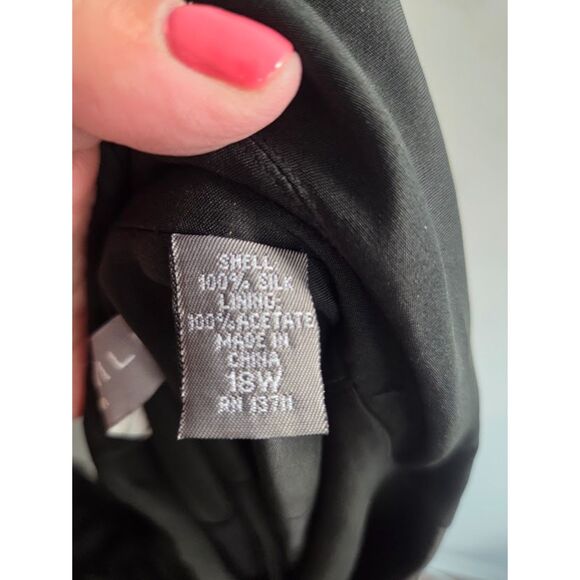 SHELL
100% SILK
LINING-
100% ACETATE
MADE IN
CHINA
18W
RN 13711